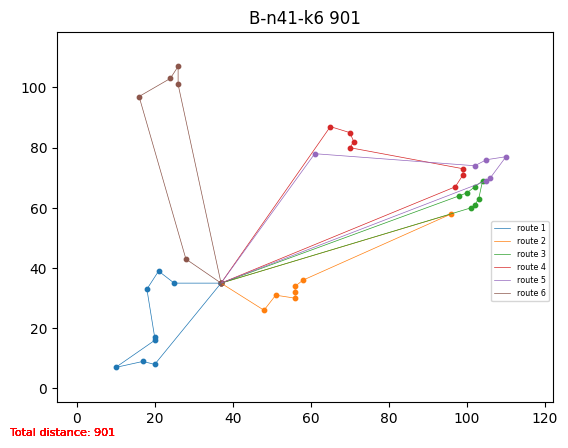 B-n41-k6 901
100
80
60
40
20
0
route 1
route 2
route 3
route 4
route 5
route 6
0 20 40 60 80 100 120
Total distance: 901